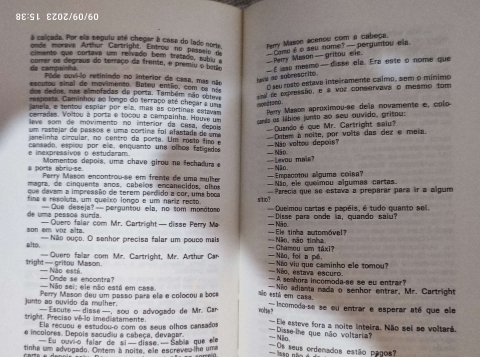 09/09/2023 15:38
à calçada. Por ela seguiu até chegar à casa do lado norte,
onde morava Arthur Cartright. Entrou no passeio de
cimento que cortava um relvado bem tratado, subiu a
correr os degraus do terraço da frente, e premiu o botão
da campainha.
Pôde ouvi-lo retinindo no interior da casa, mas não
escutou sinal de movimento. Bateu então, com os nós
dos dedos, nas almofadas da porta. Também não obteve
resposta. Caminhou ao longo do terraço até chegar a uma
janela e tentou espiar por ela, mas as cortinas estavam
cerradas. Voltou à porta e tocou a campainha. Houve um
leve som de movimento no interior da casa, depois
um rastejar de passos e uma cortina foi afastada de uma
janelinha circular, no centro da porta. Um rosto fino e
cansado, espiou por ele, enquanto uns olhos fatigados
e inexpressivos o estudaram.
Momentos depois, uma chave girou na fechadura e
a porta abriu-se.
Perry Mason encontrou-se em frente de uma mulher
magra, de cinquenta anos, cabelos encanecidos, olhos
que davam a impressão de terem perdido a cor, uma boca
fina e resoluta, um queixo longo e um nariz recto.
— Que deseja? — perguntou ela, no tom monótono
de uma pessoa surda.
— Quero falar com Mr. Cartright — disse Perry Ma-
son em voz alta.
— Não ouço. O senhor precisa falar um pouco mais
alto.
— Quero falar com Mr. Cartright, Mr. Arthur Car-
tright — gritou Mason.
— Não está.
— Onde se encontra?
— Não sei; ele não está em casa.
Perry Mason deu um passo para ela e colocou a boca
junto ao ouvido da mulher.
— Escute — disse —, sou o advogado de Mr. Car-
tright. Preciso vê-lo imediatamente.
Ela recuou e estudou-o com os seus olhos cansados
e incolores. Depois sacudiu a cabeça, devagar.
— Eu ouvi-o falar de si — disse. — Sabia que ele
tinha um advogado. Ontem à noite, ele escreveu-lhe uma
Perry Mason acenou com a cabeça.
— Como é o seu nome? — perguntou ela.
— Perry Mason — gritou ele.
— É isso mesmo — disse ela. Era este o nome que
havia no sobrescrito.
O seu rosto estava inteiramente calmo, sem o mínimo
sinal de expressão, e a voz conservava o mesmo tom
monótono.
Perry Mason aproximou-se dela novamente e, colo-
cando os lábios junto ao seu ouvido, gritou:
— Quando é que Mr. Cartright saiu?
— Ontem à noite, por volta das dez e meia.
— Não voltou depois?
— Não.
— Levou mala?
— Não.
— Empacotou alguma coisa?
— Não, ele queimou algumas cartas.
— Parecia que se estava a preparar para ir a algum
sítio?
— Queimou cartas e papéis, é tudo quanto sei.
— Disse para onde ia, quando saiu?
— Não.
— Ele tinha automóvel?
— Não, não tinha.
— Chamou um táxi?
— Não, foi a pé.
— Não viu que caminho ele tomou?
— Não, estava escuro.
— A senhora incomoda-se se eu entrar?
— Não adianta nada o senhor entrar, Mr. Cartright
não está em casa.
— Incomoda-se se eu entrar e esperar até que ele
volte?
— Ele esteve fora a noite inteira. Não sei se voltará.
— Disse-lhe que não voltaria?
— Não.
— Os seus ordenados estão pagos?